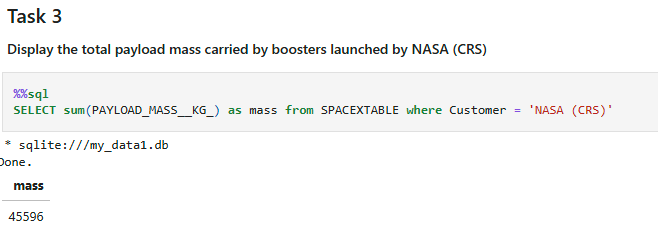 Task 3
Display the total payload mass carried by boosters launched by NASA (CRS)
%%sql
SELECT sum(PAYLOAD_MASS__KG_) as mass from SPACEXTABLE where Customer = 'NASA (CRS)'
* sqlite:///my_data1.db
Done.
mass
45596